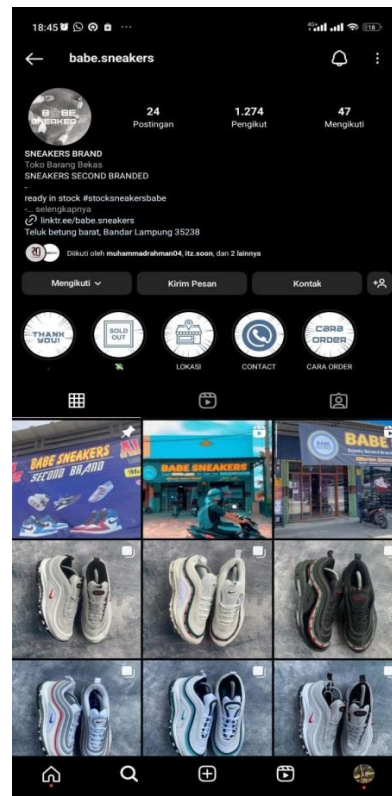 18:45
babe.sneakers
24
Postingan
1.274
Pengikut
47
Mengikuti
SNEAKERS BRAND
Toko Barang Bekas
SNEAKERS SECOND BRANDED
-
ready in stock #stocksneakersbabe
-... selengkapnya
linktr.ee/babe.sneakers
Teluk betung barat, Bandar Lampung 35238
Diikuti oleh muhammadrahman04, itz.soon, dan 2 lainnya
Mengikuti
Kirim Pesan
Kontak
THANK YOU!
SOLD OUT
CARA ORDER
.
LOKASI
CONTACT
CARA ORDER
BABE SNEAKERS
SECOND BRAND
BABE SNEAKERS
BABE